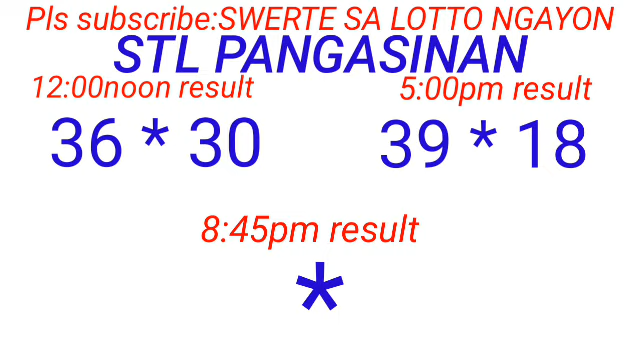 Pls subscribe:SWERTE SA LOTTO NGAYON
STL PANGASINAN
12:00noon result
36 * 30
5:00pm result
39 * 18
8:45pm result
*